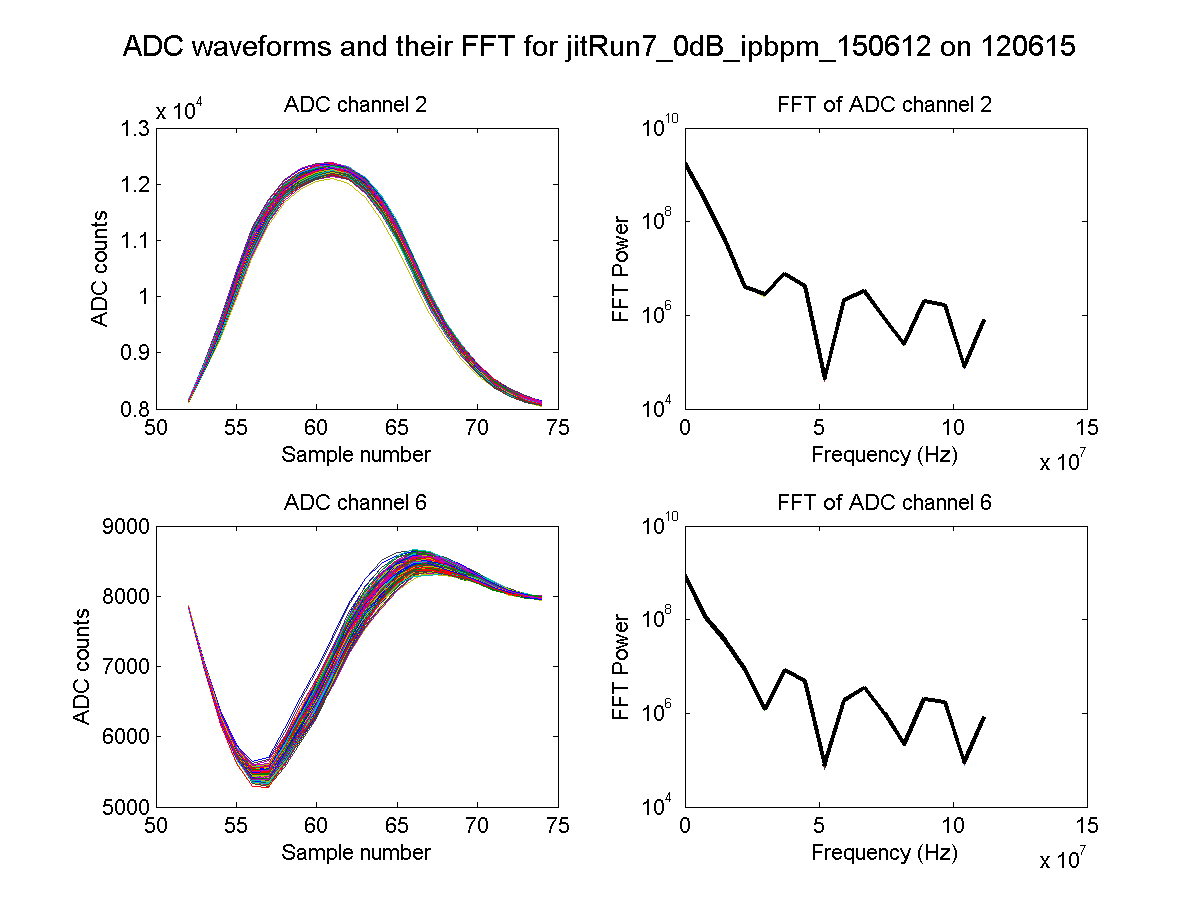 ADC waveforms and their FFT for jitRun7_0dB_ipbpm_150612 on 120615
x 10^4
ADC channel 2
1.3
1.2
1.1
1
0.9
0.8
ADC counts
50 55 60 65 70 75
Sample number
FFT of ADC channel 2
10^10
10^8
10^6
10^4
FFT Power
0 5 10 15
Frequency (Hz)
x 10^7
ADC channel 6
9000
8000
7000
6000
5000
ADC counts
50 55 60 65 70 75
Sample number
FFT of ADC channel 6
10^10
10^8
10^6
10^4
FFT Power
0 5 10 15
Frequency (Hz)
x 10^7